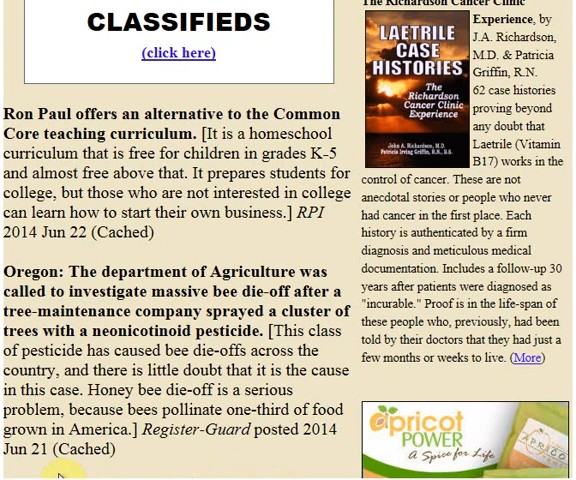 CLASSIFIEDS
(click here)
Ron Paul offers an alternative to the Common
Core teaching curriculum. [It is a homeschool
curriculum that is free for children in grades K-5
and almost free above that. It prepares students for
college, but those who are not interested in college
can learn how to start their own business.] RPI
2014 Jun 22 (Cached)
Oregon: The department of Agriculture was
called to investigate massive bee die-off after a
tree-maintenance company sprayed a cluster of
trees with a neonicotinoid pesticide. [This class
of pesticide has caused bee die-offs across the
country, and there is little doubt that it is the cause
in this case. Honey bee die-off is a serious
problem, because bees pollinate one-third of food
grown in America.] Register-Guard posted 2014
Jun 21 (Cached)
The Richardson Cancer Clinic
Experience, by
J.A. Richardson,
M.D. & Patricia
Griffin, R.N.
62 case histories
proving beyond
any doubt that
Laetrile (Vitamin
B17) works in the
control of cancer. These are not
anecdotal stories or people who never
had cancer in the first place. Each
history is authenticated by a firm
diagnosis and meticulous medical
documentation. Includes a follow-up 30
years after patients were diagnosed as
"incurable." Proof is in the life-span of
these people who, previously, had been
told by their doctors that they had just a
few months or weeks to live. (More)
LAETRILE
CASE
HISTORIES
The
Richardson
Cancer Clinic
Experience
John A. Richardson, M.D.
Patricia Irving Griffin, R.N., B.S.
apricot
POWER
A Spice for Life
APRICO